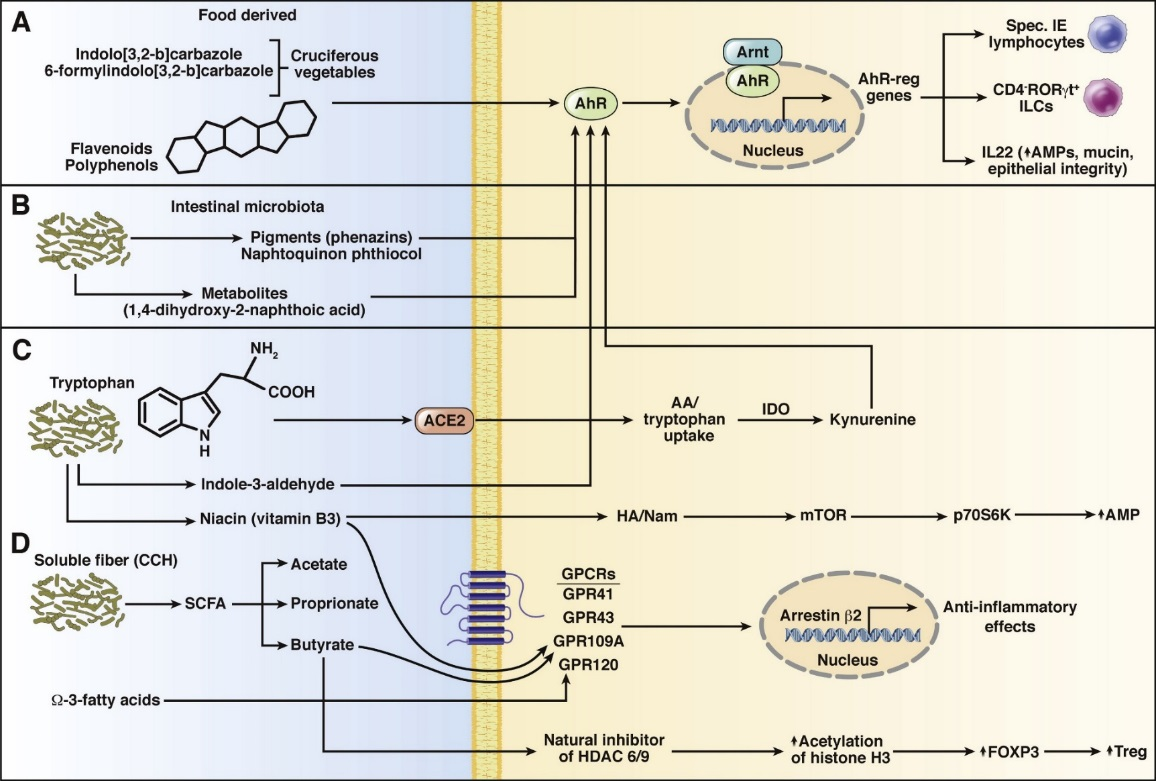 A
Food derived
Indolo[3,2-b]carbazole
6-formylindolo[3,2-b]carbazole
Cruciferous
vegetables
Flavenoids
Polyphenols
AhR
Arnt
AhR
Nucleus
AhR-reg
genes
Spec. IE
lymphocytes
CD4-RORγt+
ILCs
IL22 (↑AMPs, mucin,
epithelial integrity)
B
Intestinal microbiota
Pigments (phenazins)
Naphtoquinon phthiocol
Metabolites
(1,4-dihydroxy-2-naphthoic acid)
C
Tryptophan
NH2
COOH
N
H
ACE2
AA/
tryptophan
uptake
IDO
Kynurenine
Indole-3-aldehyde
Niacin (vitamin B3)
HA/Nam
mTOR
p70S6K
↑AMP
D
Soluble fiber (CCH)
SCFA
Acetate
Proprionate
Butyrate
Ω-3-fatty acids
GPCRs
GPR41
GPR43
GPR109A
GPR120
Arrestin β2
Nucleus
Anti-inflammatory
effects
Natural inhibitor
of HDAC 6/9
↑Acetylation
of histone H3
↑FOXP3
↑Treg